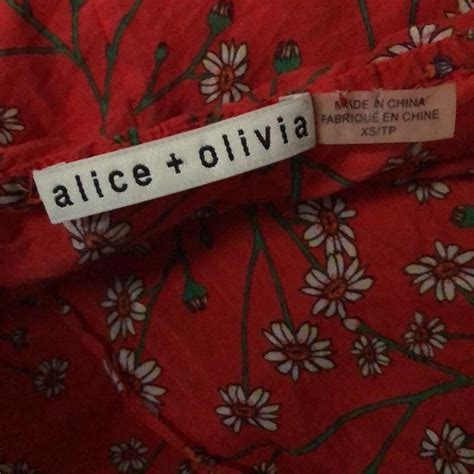 alice + olivia
MADE IN CHINA
FABRIQUÉ EN CHINE
XS/TP